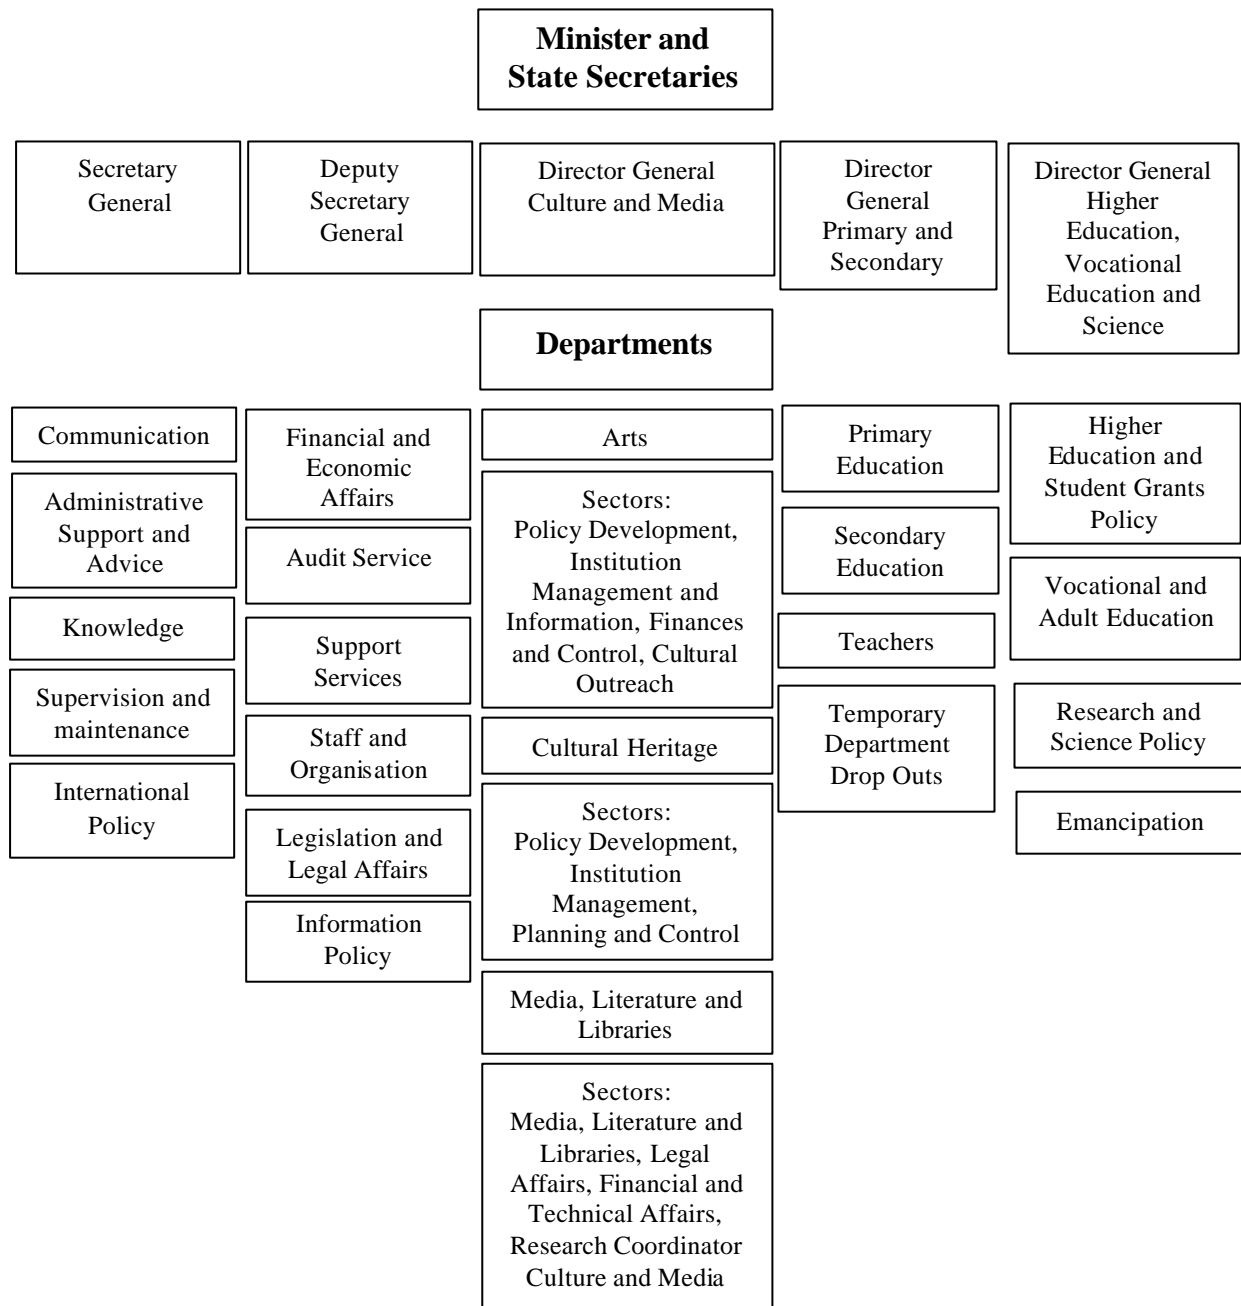 Minister and
State Secretaries
Secretary
General
Deputy
Secretary
General
Director General
Culture and Media
Director
General
Primary and
Secondary
Director General
Higher
Education,
Vocational
Education and
Science
Departments
Communication
Administrative
Support and
Advice
Knowledge
Supervision and
maintenance
International
Policy
Financial and
Economic
Affairs
Audit Service
Support
Services
Staff and
Organisation
Legislation and
Legal Affairs
Information
Policy
Arts
Sectors:
Policy Development,
Institution
Management and
Information, Finances
and Control, Cultural
Outreach
Cultural Heritage
Sectors:
Policy Development,
Institution
Management,
Planning and Control
Media, Literature and
Libraries
Sectors:
Media, Literature and
Libraries, Legal
Affairs, Financial and
Technical Affairs,
Research Coordinator
Culture and Media
Primary
Education
Secondary
Education
Teachers
Temporary
Department
Drop Outs
Higher
Education and
Student Grants
Policy
Vocational and
Adult Education
Research and
Science Policy
Emancipation